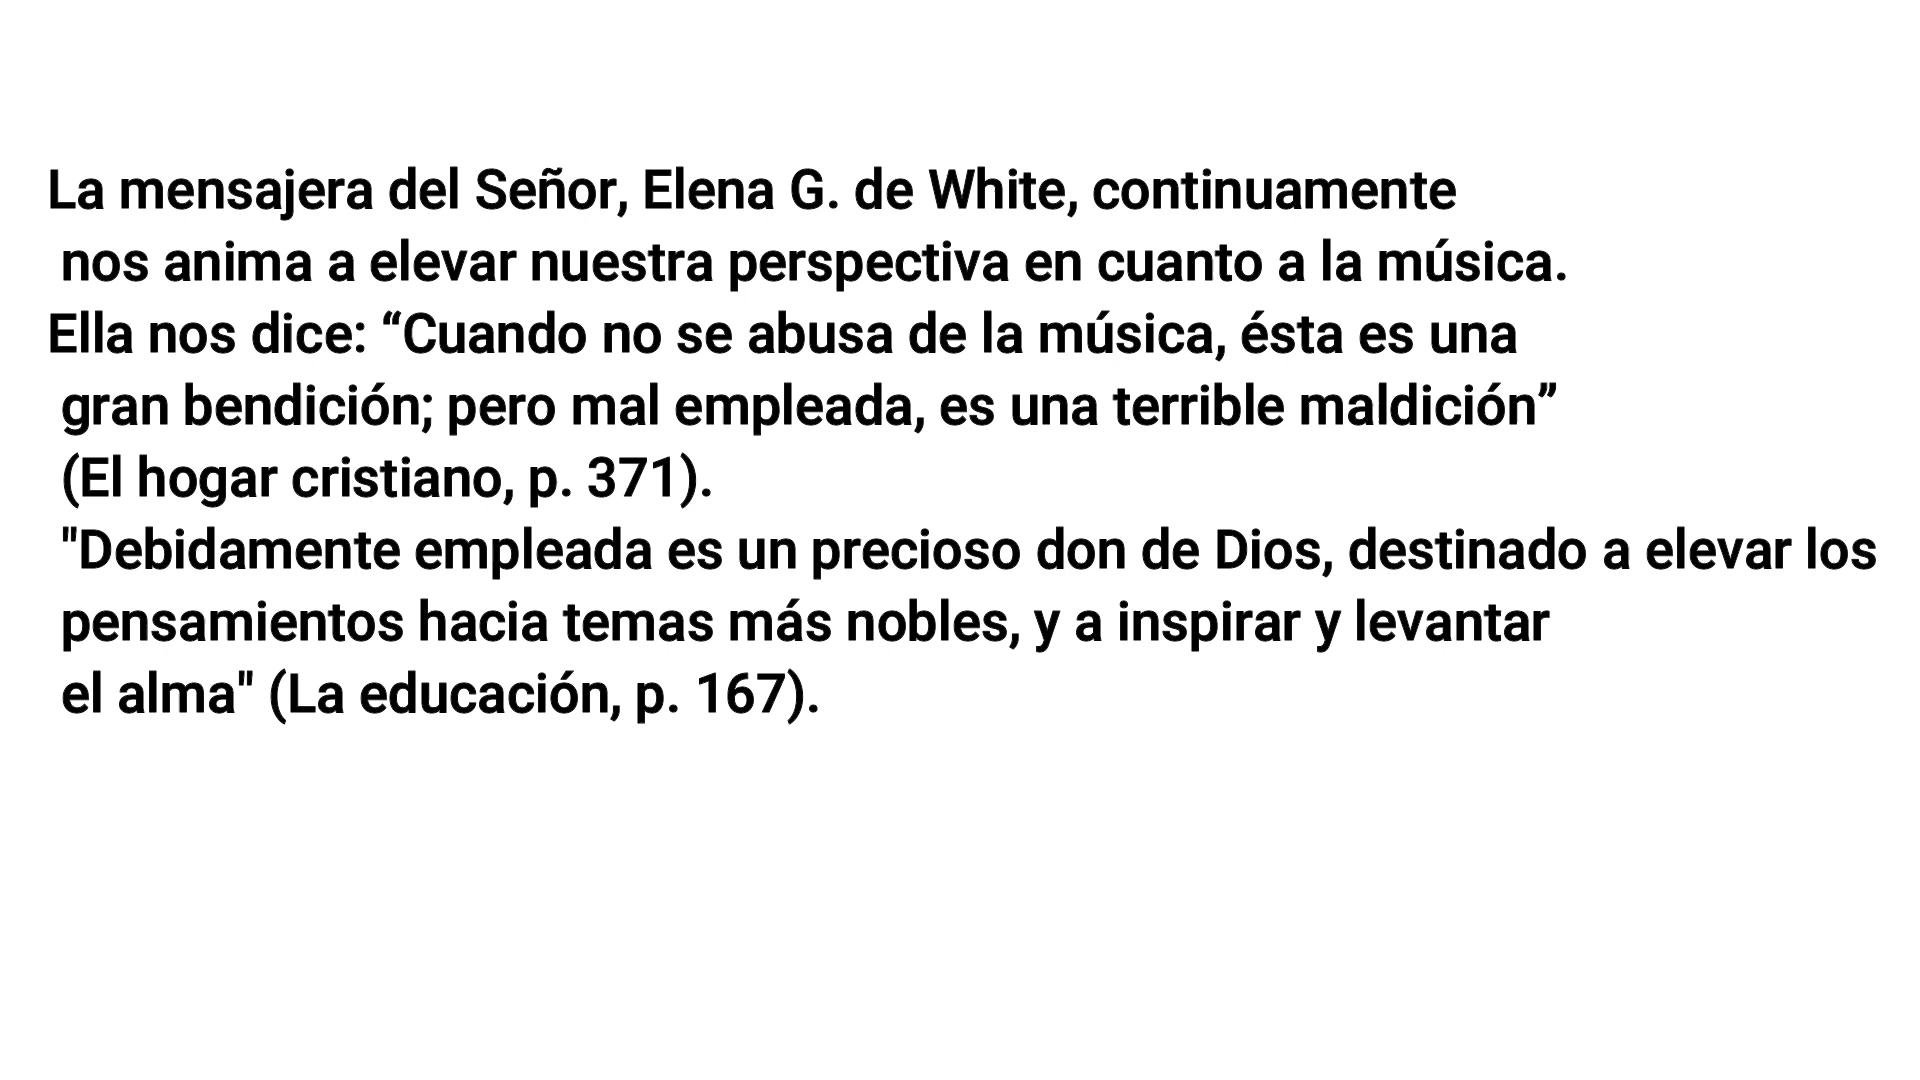 La mensajera del Señor, Elena G. de White, continuamente
nos anima a elevar nuestra perspectiva en cuanto a la música.
Ella nos dice: “Cuando no se abusa de la música, ésta es una
gran bendición; pero mal empleada, es una terrible maldición”
(El hogar cristiano, p. 371).
"Debidamente empleada es un precioso don de Dios, destinado a elevar los
pensamientos hacia temas más nobles, y a inspirar y levantar
el alma" (La educación, p. 167).